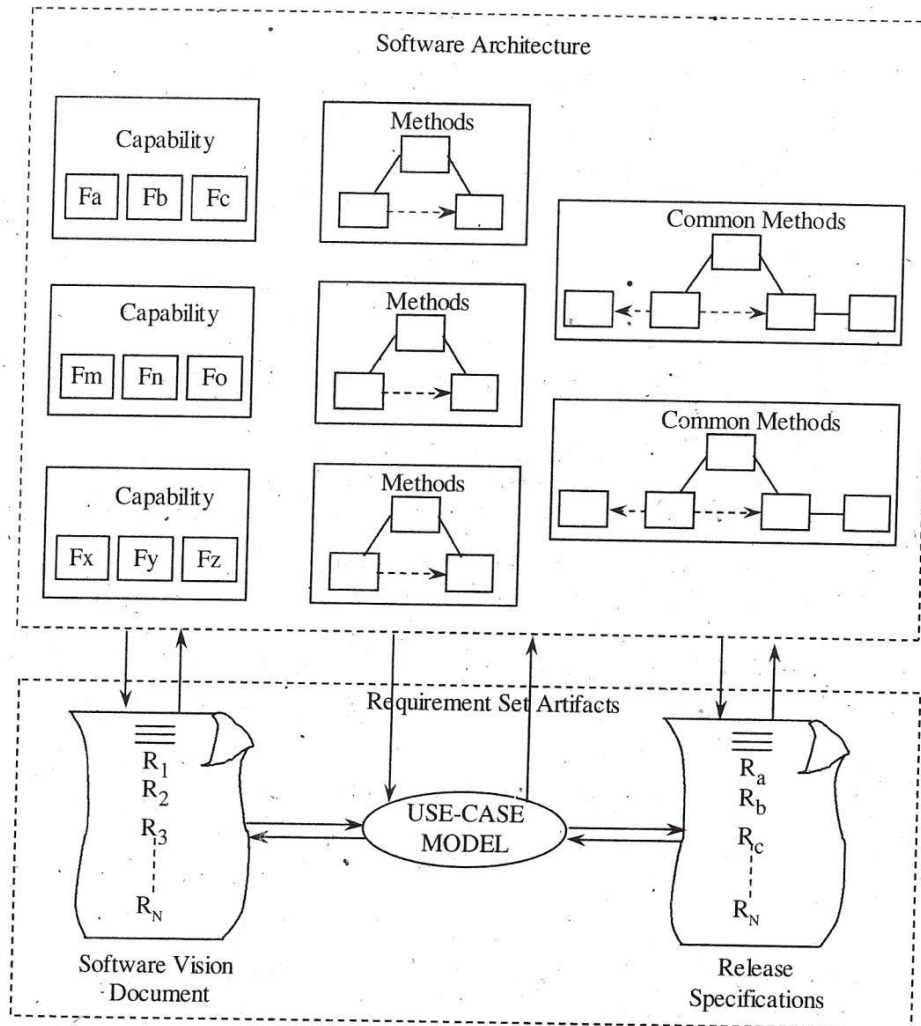 Software Architecture
Capability
Fa Fb Fc
Methods
Common Methods
Capability
Fm Fn Fo
Methods
Common Methods
Capability
Fx Fy Fz
Methods
Requirement Set Artifacts
R1
R2
R3
RN
USE-CASE
MODEL
Ra
Rb
Rc
RN
Software Vision
Document
Release
Specifications